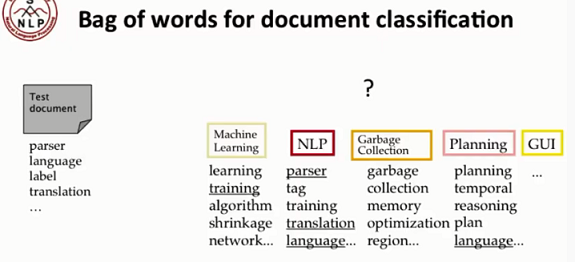 S
NLP
Bag of words for document classification
?
Test
document
parser
language
label
translation
...
Machine
Learning
learning
training
algorithm
shrinkage
network...
NLP
parser
tag
training
translation
language...
Garbage
Collection
garbage
collection
memory
optimization
region...
Planning
planning
temporal
reasoning
plan
language...
GUI
...